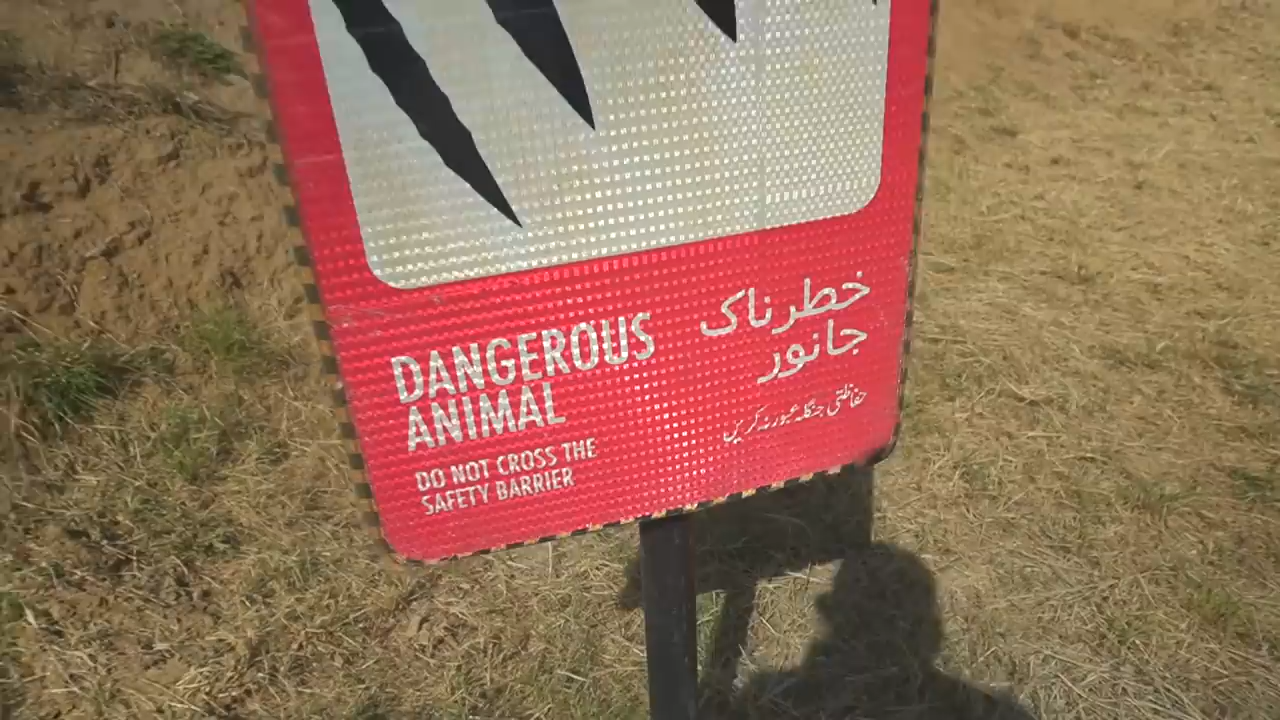 DANGEROUS
ANIMAL
DO NOT CROSS THE
SAFETY BARRIER
خطرناک
جانور
حفاظتی جنگلہ عبور نہ کریں